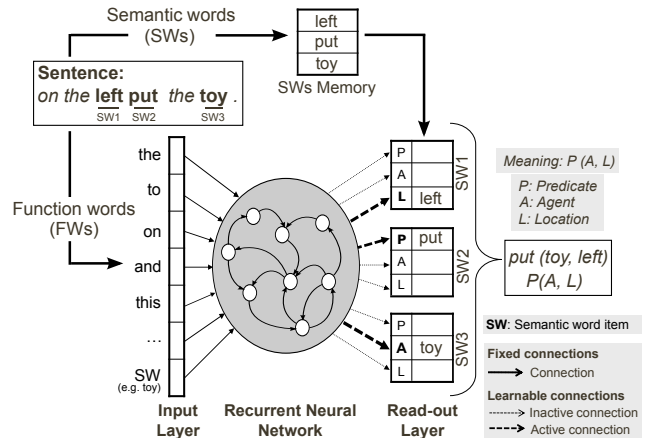 Semantic words
(SWs)
left
put
toy
SWs Memory
Sentence:
on the left put the toy .
SW1 SW2 SW3
Function words
(FWs)
the
to
on
and
this
...
SW
(e.g. toy)
Input
Layer
Recurrent Neural
Network
P
A
L left
SW1
P put
A
L
SW2
P
A toy
L
SW3
Read-out
Layer
Meaning: P (A, L)
P: Predicate
A: Agent
L: Location
put (toy, left)
P(A, L)
SW: Semantic word item
Fixed connections
Connection
Learnable connections
Inactive connection
Active connection